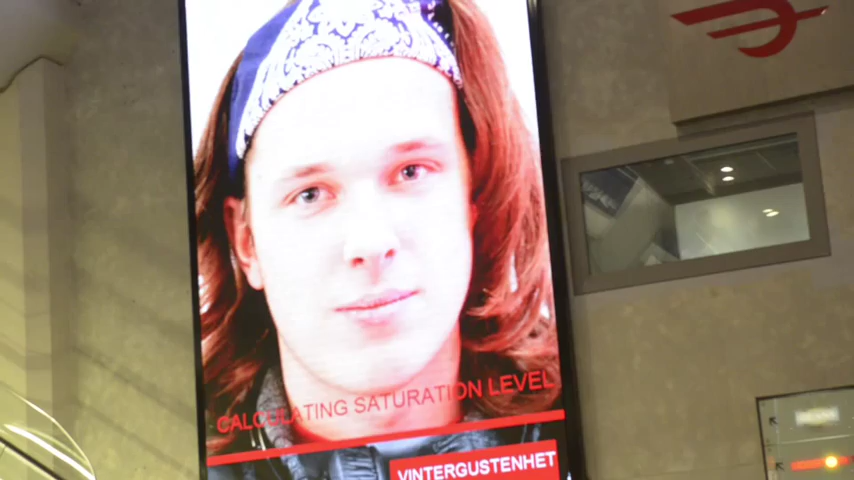 CALCULATING SATURATION LEVEL
VINTERGUSTENHET